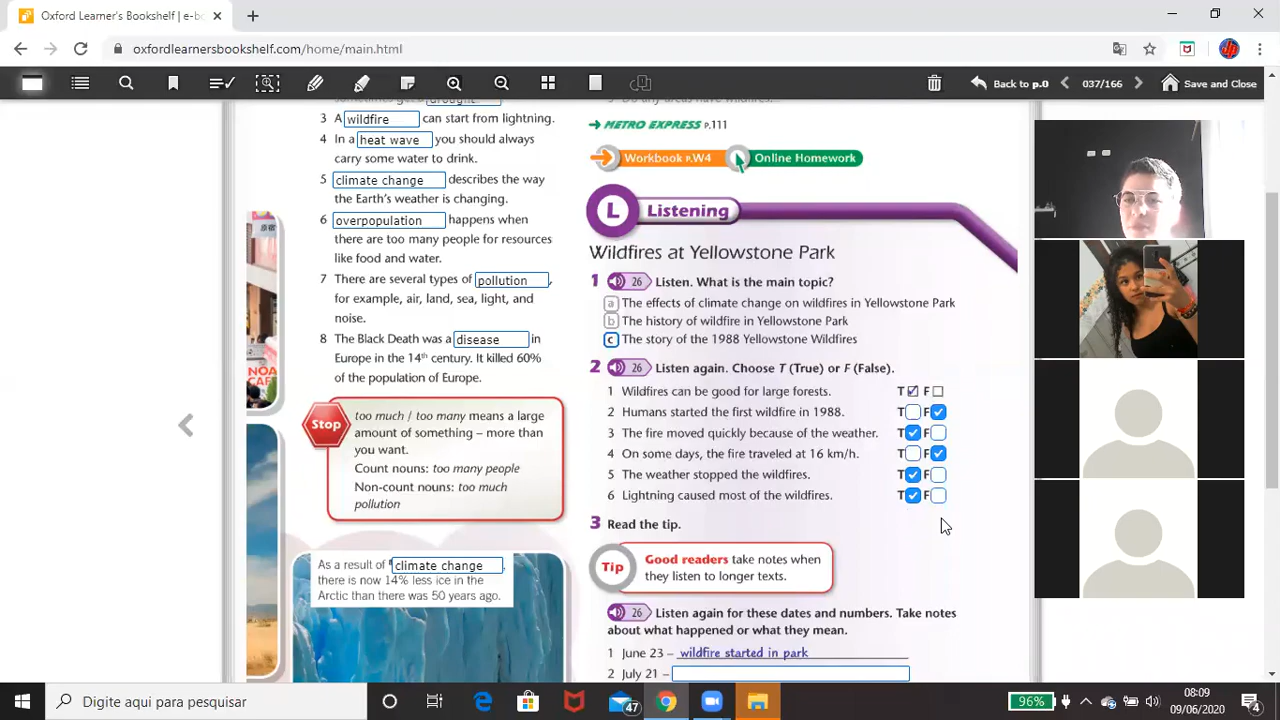 Oxford Learner's Bookshelf | e-bo
oxfordlearnersbookshelf.com/home/main.html
Back to p.0
037/166
Save and Close
3 A wildfire can start from lightning.
4 In a heat wave you should always
carry some water to drink.
5 climate change describes the way
the Earth's weather is changing.
6 overpopulation happens when
there are too many people for resources
like food and water.
7 There are several types of pollution,
for example, air, land, sea, light, and
noise.
8 The Black Death was a disease in
Europe in the 14th century. It killed 60%
of the population of Europe.
Stop
too much / too many means a large
amount of something – more than
you want.
Count nouns: too many people
Non-count nouns: too much
pollution
As a result of climate change,
there is now 14% less ice in the
Arctic than there was 50 years ago.
METRO EXPRESS P.111
Workbook P.W4
Online Homework
L Listening
Wildfires at Yellowstone Park
1 26 Listen. What is the main topic?
a The effects of climate change on wildfires in Yellowstone Park
b The history of wildfire in Yellowstone Park
c The story of the 1988 Yellowstone Wildfires
2 26 Listen again. Choose T (True) or F (False).
1 Wildfires can be good for large forests. T F
2 Humans started the first wildfire in 1988. T F
3 The fire moved quickly because of the weather. T F
4 On some days, the fire traveled at 16 km/h. T F
5 The weather stopped the wildfires. T F
6 Lightning caused most of the wildfires. T F
3 Read the tip.
Tip
Good readers take notes when
they listen to longer texts.
26 Listen again for these dates and numbers. Take notes
about what happened or what they mean.
1 June 23 – wildfire started in park
2 July 21 –
Digite aqui para pesquisar
47
96%
08:09
09/06/2020
4